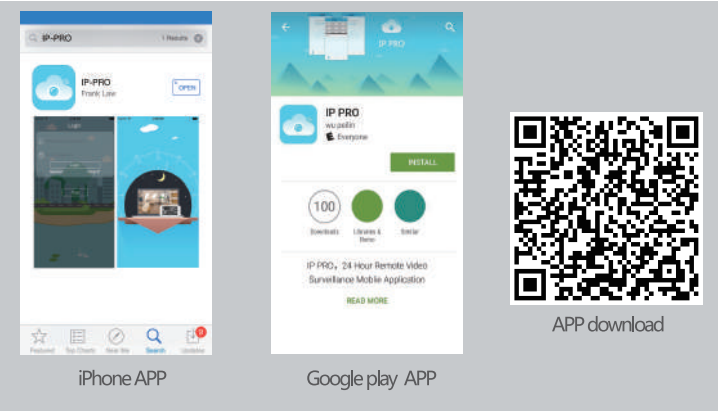 IP-PRO
1 Results
IP-PRO
Frank Law
OPEN
Login
Featured
Top Charts
Near Me
Search
Updates
9
iPhone APP
IP PRO
IP PRO
wu peilin
Everyone
INSTALL
100
Downloads
Libraries &
Demo
Similar
IP PRO, 24 Hour Remote Video
Surveillance Mobile Application
READ MORE
Google play APP
APP download